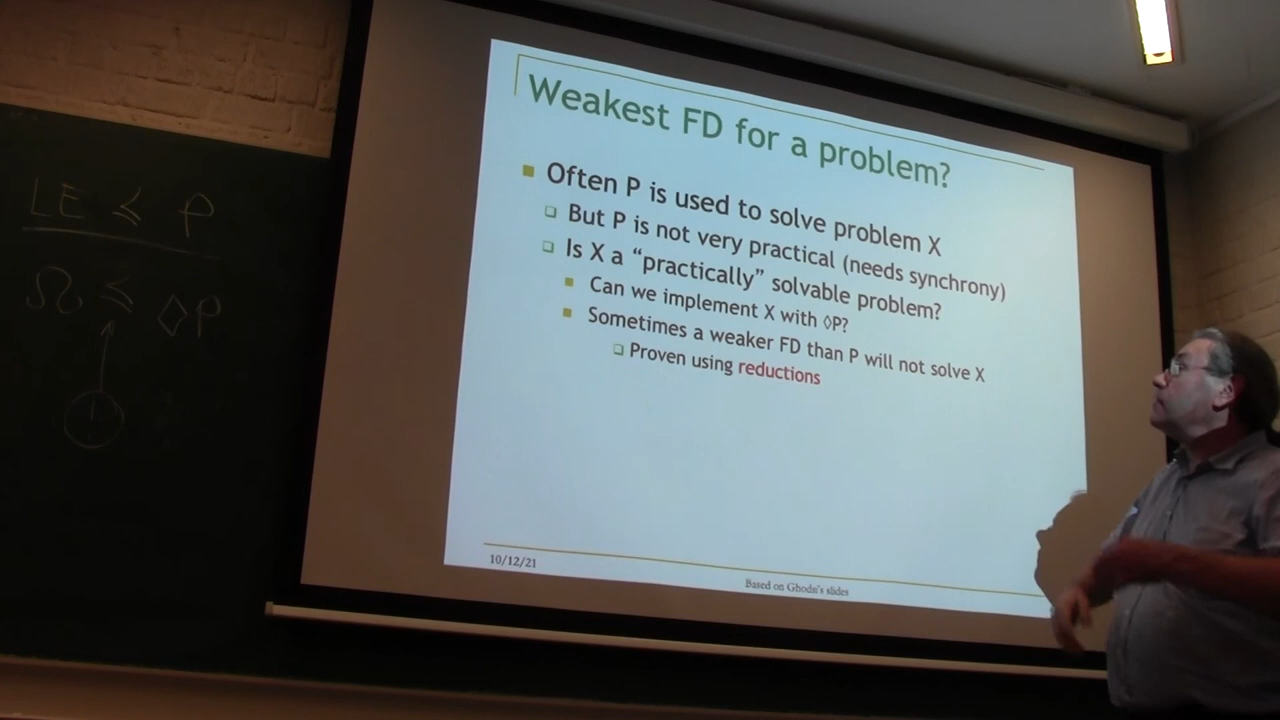 LE ≼ P
Ω ≼ ◇P
Weakest FD for a problem?
Often P is used to solve problem X
But P is not very practical (needs synchrony)
Is X a “practically” solvable problem?
Can we implement X with ◊P?
Sometimes a weaker FD than P will not solve X
Proven using reductions
10/12/21
Based on Ghodsi's slides